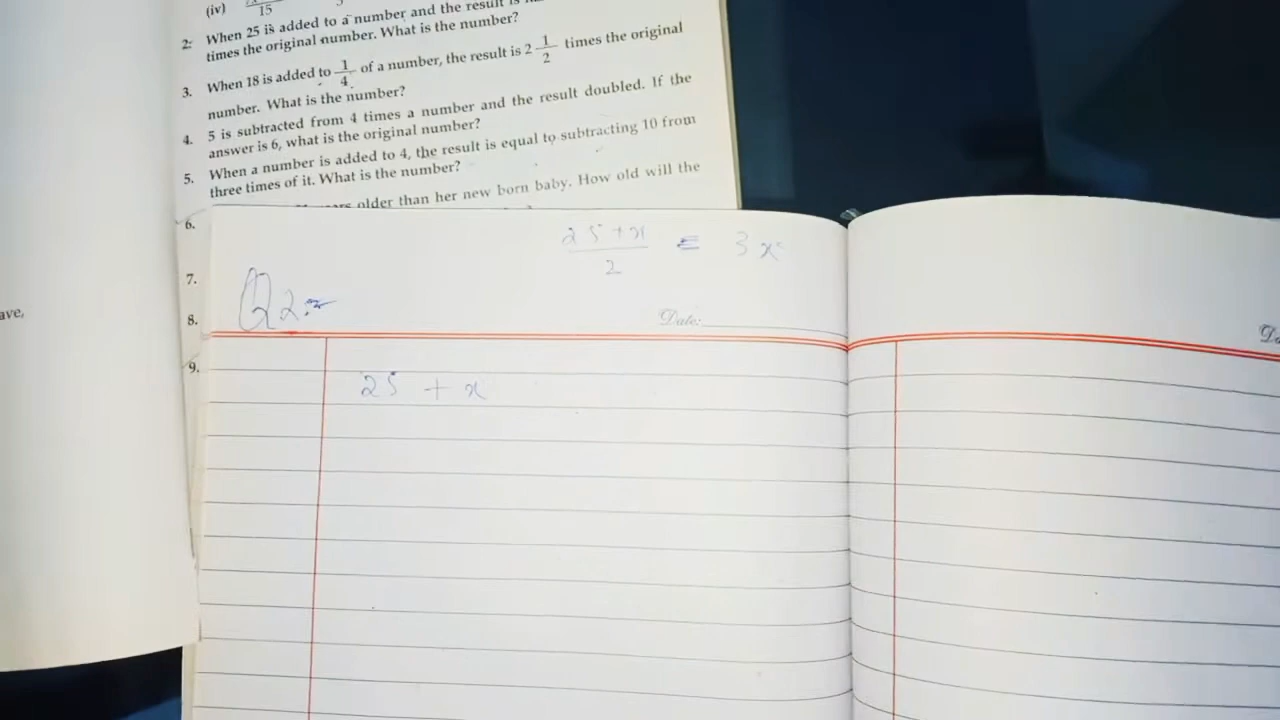 (iv) 15
2. When 25 is added to a number and the result is
times the original number. What is the number?
3. When 18 is added to 1/4 of a number, the result is 2 1/2 times the original
number. What is the number?
4. 5 is subtracted from 4 times a number and the result doubled. If the
answer is 6, what is the original number?
5. When a number is added to 4, the result is equal to subtracting 10 from
three times of it. What is the number?
6. older than her new born baby. How old will the
7.
8.
9.
ave,
25 + x / 2 = 3x
Q2:
Date:
25 + x